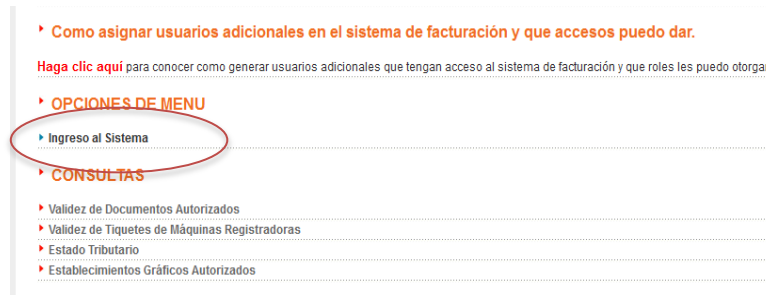 Como asignar usuarios adicionales en el sistema de facturación y que accesos puedo dar.
Haga clic aquí para conocer como generar usuarios adicionales que tengan acceso al sistema de facturación y que roles les puedo otorgar
OPCIONES DE MENU
Ingreso al Sistema
CONSULTAS
Validez de Documentos Autorizados
Validez de Tiquetes de Máquinas Registradoras
Estado Tributario
Establecimientos Gráficos Autorizados